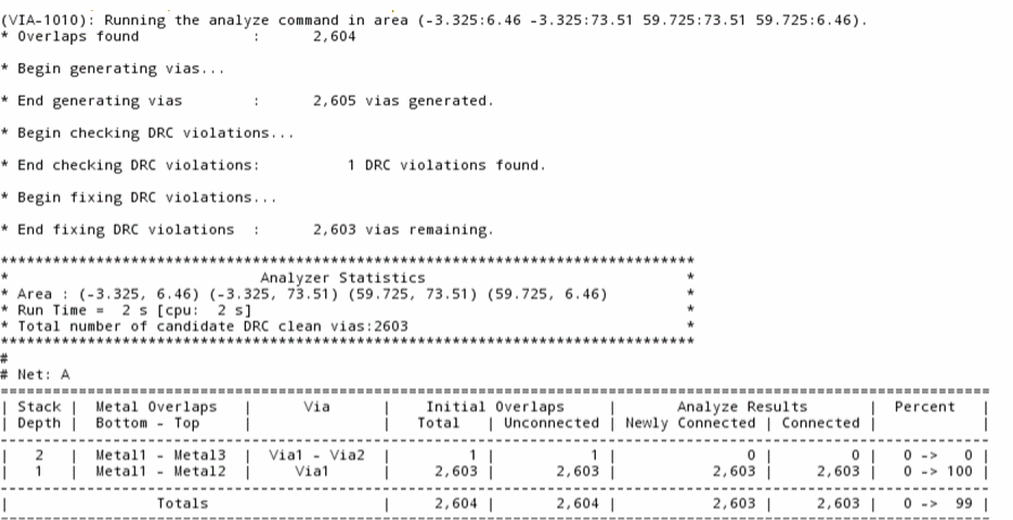 (VIA-1010): Running the analyze command in area (-3.325:6.46 -3.325:73.51 59.725:73.51 59.725:6.46).
* Overlaps found             :      2,604
* Begin generating vias...
* End generating vias        :      2,605 vias generated.
* Begin checking DRC violations...
* End checking DRC violations:          1 DRC violations found.
* Begin fixing DRC violations...
* End fixing DRC violations  :      2,603 vias remaining.
********************************************************************************
*                             Analyzer Statistics                              *
* Area : (-3.325, 6.46) (-3.325, 73.51) (59.725, 73.51) (59.725, 6.46)         *
* Run Time =  2 s [cpu:  2 s]                                                  *
* Total number of candidate DRC clean vias:2603                                *
********************************************************************************
#
# Net: A
==================================================================================================================
| Stack |  Metal Overlaps   |      Via      |     Initial Overlaps     |       Analyze Results        |  Percent   |
| Depth |  Bottom - Top     |               |   Total   | Unconnected | Newly Connected | Connected |            |
------------------------------------------------------------------------------------------------------------------
|   2   |  Metal1 - Metal3  |  Via1 - Via2  |         1 |           1 |               0 |         0 |  0 ->   0 |
|   1   |  Metal1 - Metal2  |     Via1      |     2,603 |       2,603 |           2,603 |     2,603 |  0 -> 100 |
------------------------------------------------------------------------------------------------------------------
|                 Totals                    |     2,604 |       2,604 |           2,603 |     2,603 |  0 ->  99 |
------------------------------------------------------------------------------------------------------------------